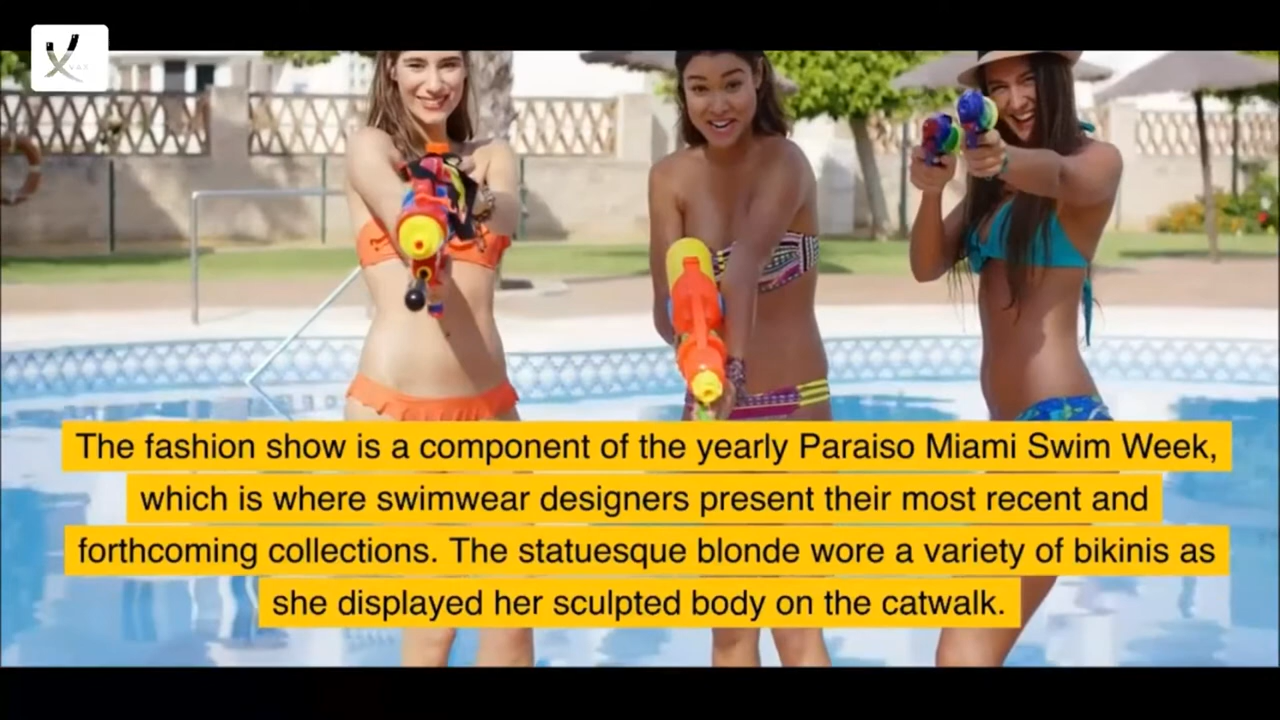 The fashion show is a component of the yearly Paraiso Miami Swim Week,
which is where swimwear designers present their most recent and
forthcoming collections. The statuesque blonde wore a variety of bikinis as
she displayed her sculpted body on the catwalk.